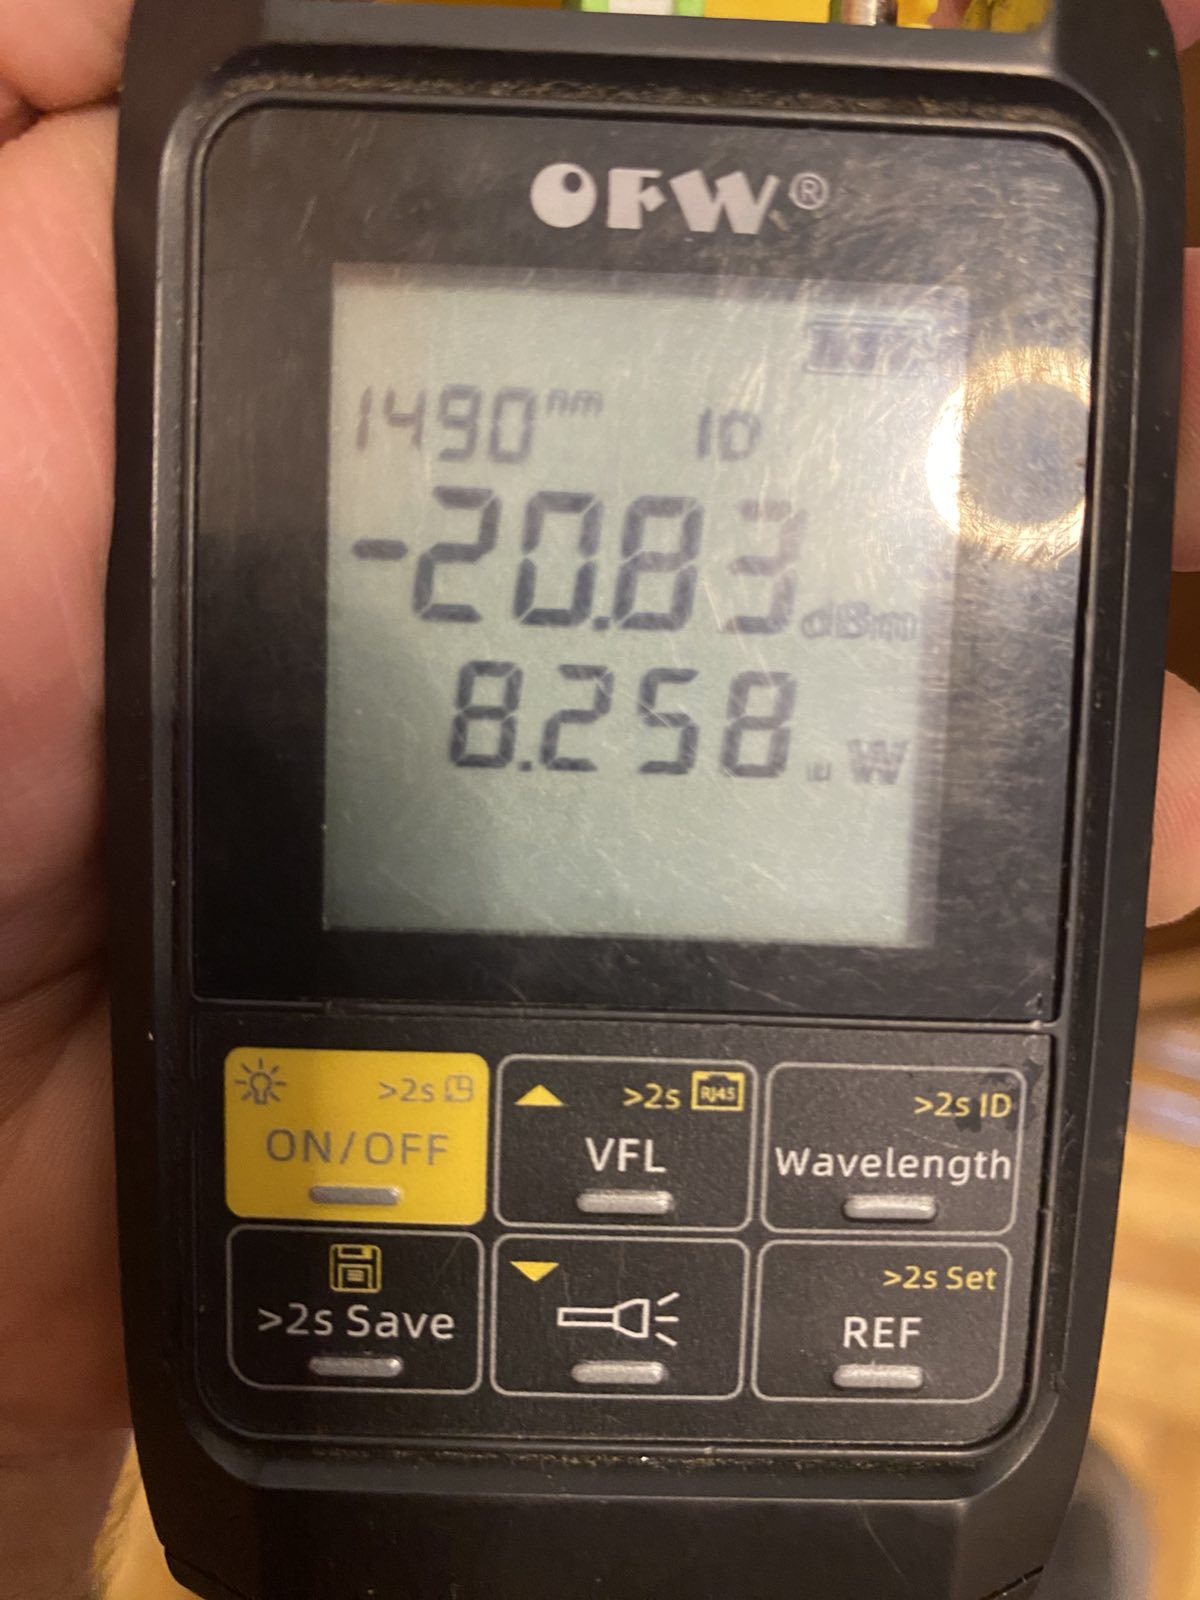 OFW®
1490nm ID
-20.83dBm
8.258uW
>2s
ON/OFF
>2s RJ45
VFL
>2s ID
Wavelength
>2s Save
>2s Set
REF